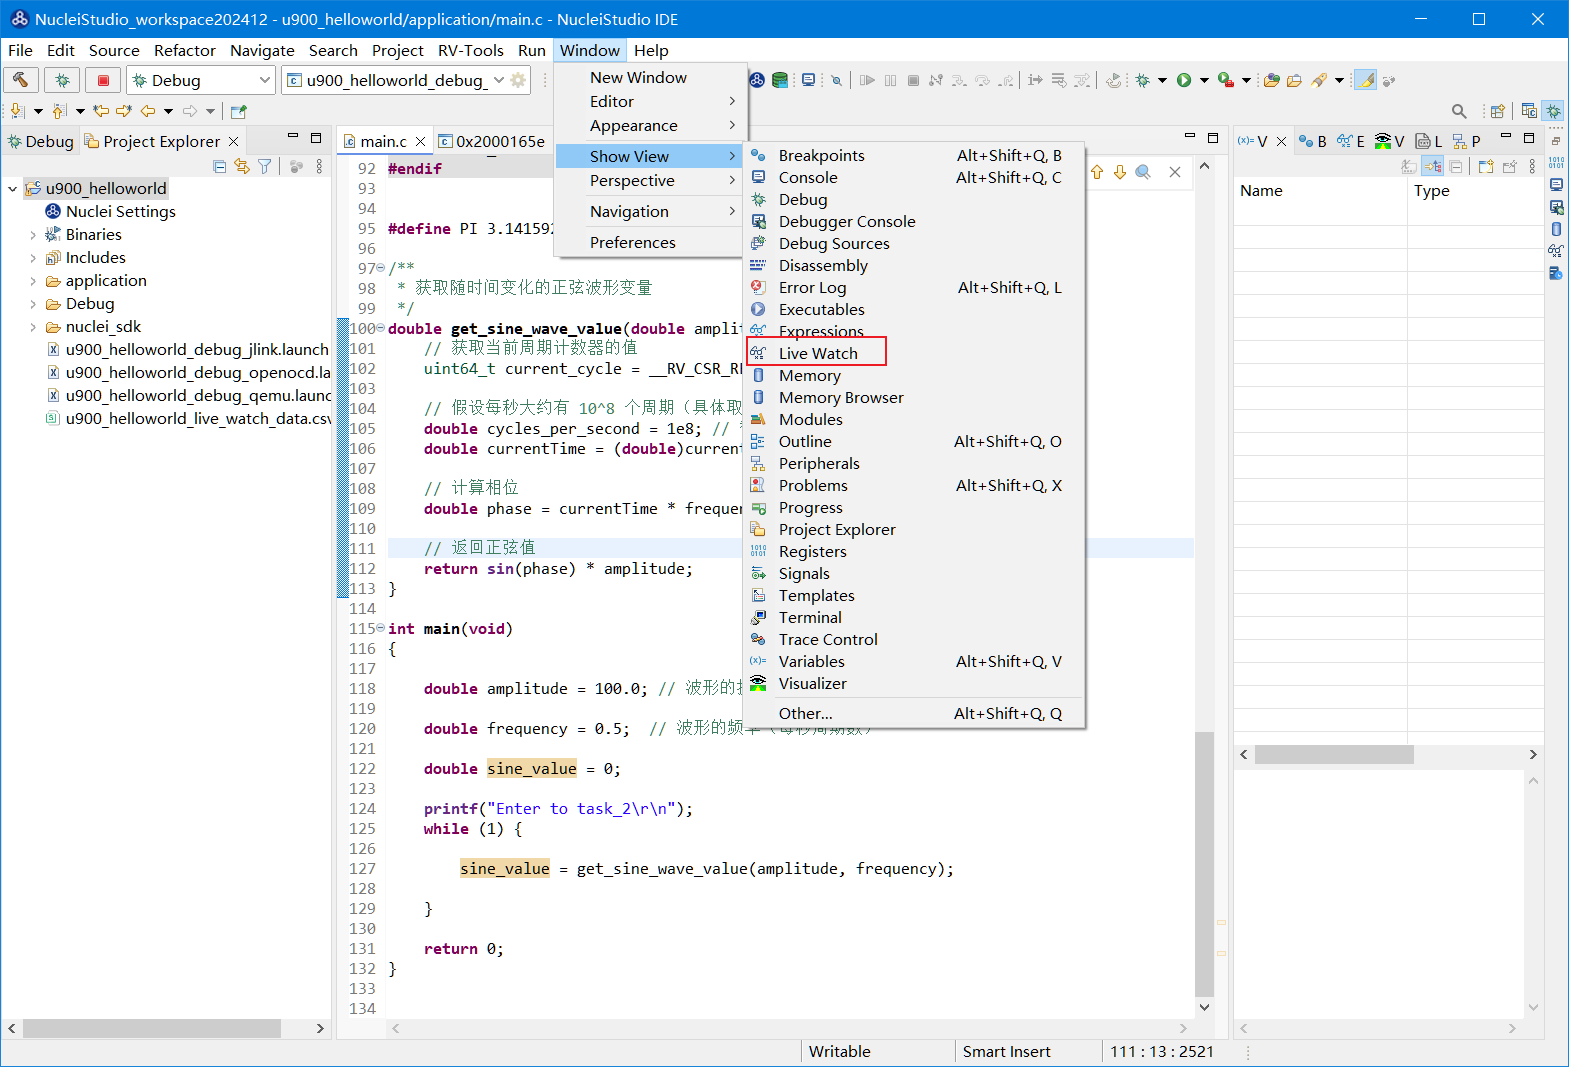 NucleiStudio_workspace202412 - u900_helloworld/application/main.c - NucleiStudio IDE
File Edit Source Refactor Navigate Search Project RV-Tools Run Window Help
Debug
u900_helloworld_debug_
Debug
Project Explorer
u900_helloworld
Nuclei Settings
Binaries
Includes
application
Debug
nuclei_sdk
u900_helloworld_debug_jlink.launch
u900_helloworld_debug_openocd.la
u900_helloworld_debug_qemu.launc
u900_helloworld_live_watch_data.csv
main.c
0x2000165e
92 #endif
93
94
95 #define PI 3.141592
96
97 /**
98 * 获取随时间变化的正弦波形变量
99 */
100 double get_sine_wave_value(double ampli
101 // 获取当前周期计数器的值
102 uint64_t current_cycle = __RV_CSR_R
103
104 // 假设每秒大约有 10^8 个周期（具体取
105 double cycles_per_second = 1e8; //
106 double currentTime = (double)current
107
108 // 计算相位
109 double phase = currentTime * freque
110
111 // 返回正弦值
112 return sin(phase) * amplitude;
113 }
114
115 int main(void)
116 {
117
118 double amplitude = 100.0; // 波形的
119
120 double frequency = 0.5; // 波形的频率（每秒周期数）
121
122 double sine_value = 0;
123
124 printf("Enter to task_2\r\n");
125 while (1) {
126
127 sine_value = get_sine_wave_value(amplitude, frequency);
128
129 }
130
131 return 0;
132 }
133
134
New Window
Editor
Appearance
Show View
Perspective
Navigation
Preferences
Breakpoints Alt+Shift+Q, B
Console Alt+Shift+Q, C
Debug
Debugger Console
Debug Sources
Disassembly
Error Log Alt+Shift+Q, L
Executables
Expressions
Live Watch
Memory
Memory Browser
Modules
Outline Alt+Shift+Q, O
Peripherals
Problems Alt+Shift+Q, X
Progress
Project Explorer
Registers
Signals
Templates
Terminal
Trace Control
Variables Alt+Shift+Q, V
Visualizer
Other... Alt+Shift+Q, Q
(x)= V
B
E
V
L
P
Name Type
Writable
Smart Insert
111 : 13 : 2521